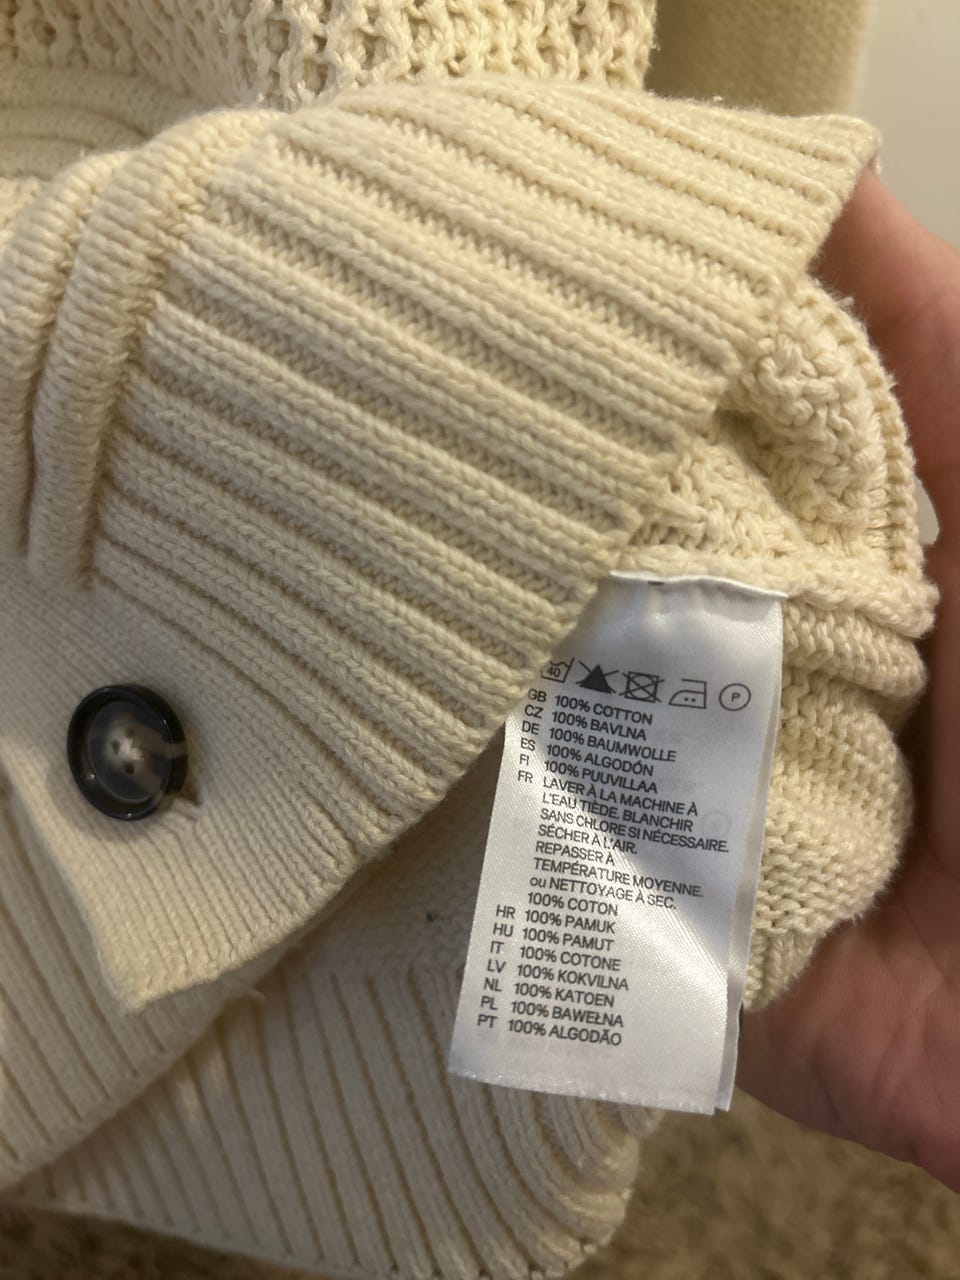 40 P
GB 100% COTTON
CZ 100% BAVLNA
DE 100% BAUMWOLLE
ES 100% ALGODÓN
FI 100% PUUVILLAA
FR LAVER À LA MACHINE À
L'EAU TIÈDE. BLANCHIR
SANS CHLORE SI NÉCESSAIRE.
SÉCHER À L'AIR.
REPASSER À
TEMPÉRATURE MOYENNE.
ou NETTOYAGE À SEC.
100% COTON
HR 100% PAMUK
HU 100% PAMUT
IT 100% COTONE
LV 100% KOKVILNA
NL 100% KATOEN
PL 100% BAWEŁNA
PT 100% ALGODÃO